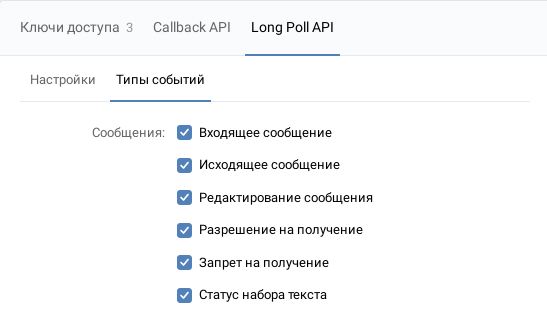 Ключи доступа 3 Callback API Long Poll API
Настройки Типы событий
Сообщения: Входящее сообщение
Исходящее сообщение
Редактирование сообщения
Разрешение на получение
Запрет на получение
Статус набора текста